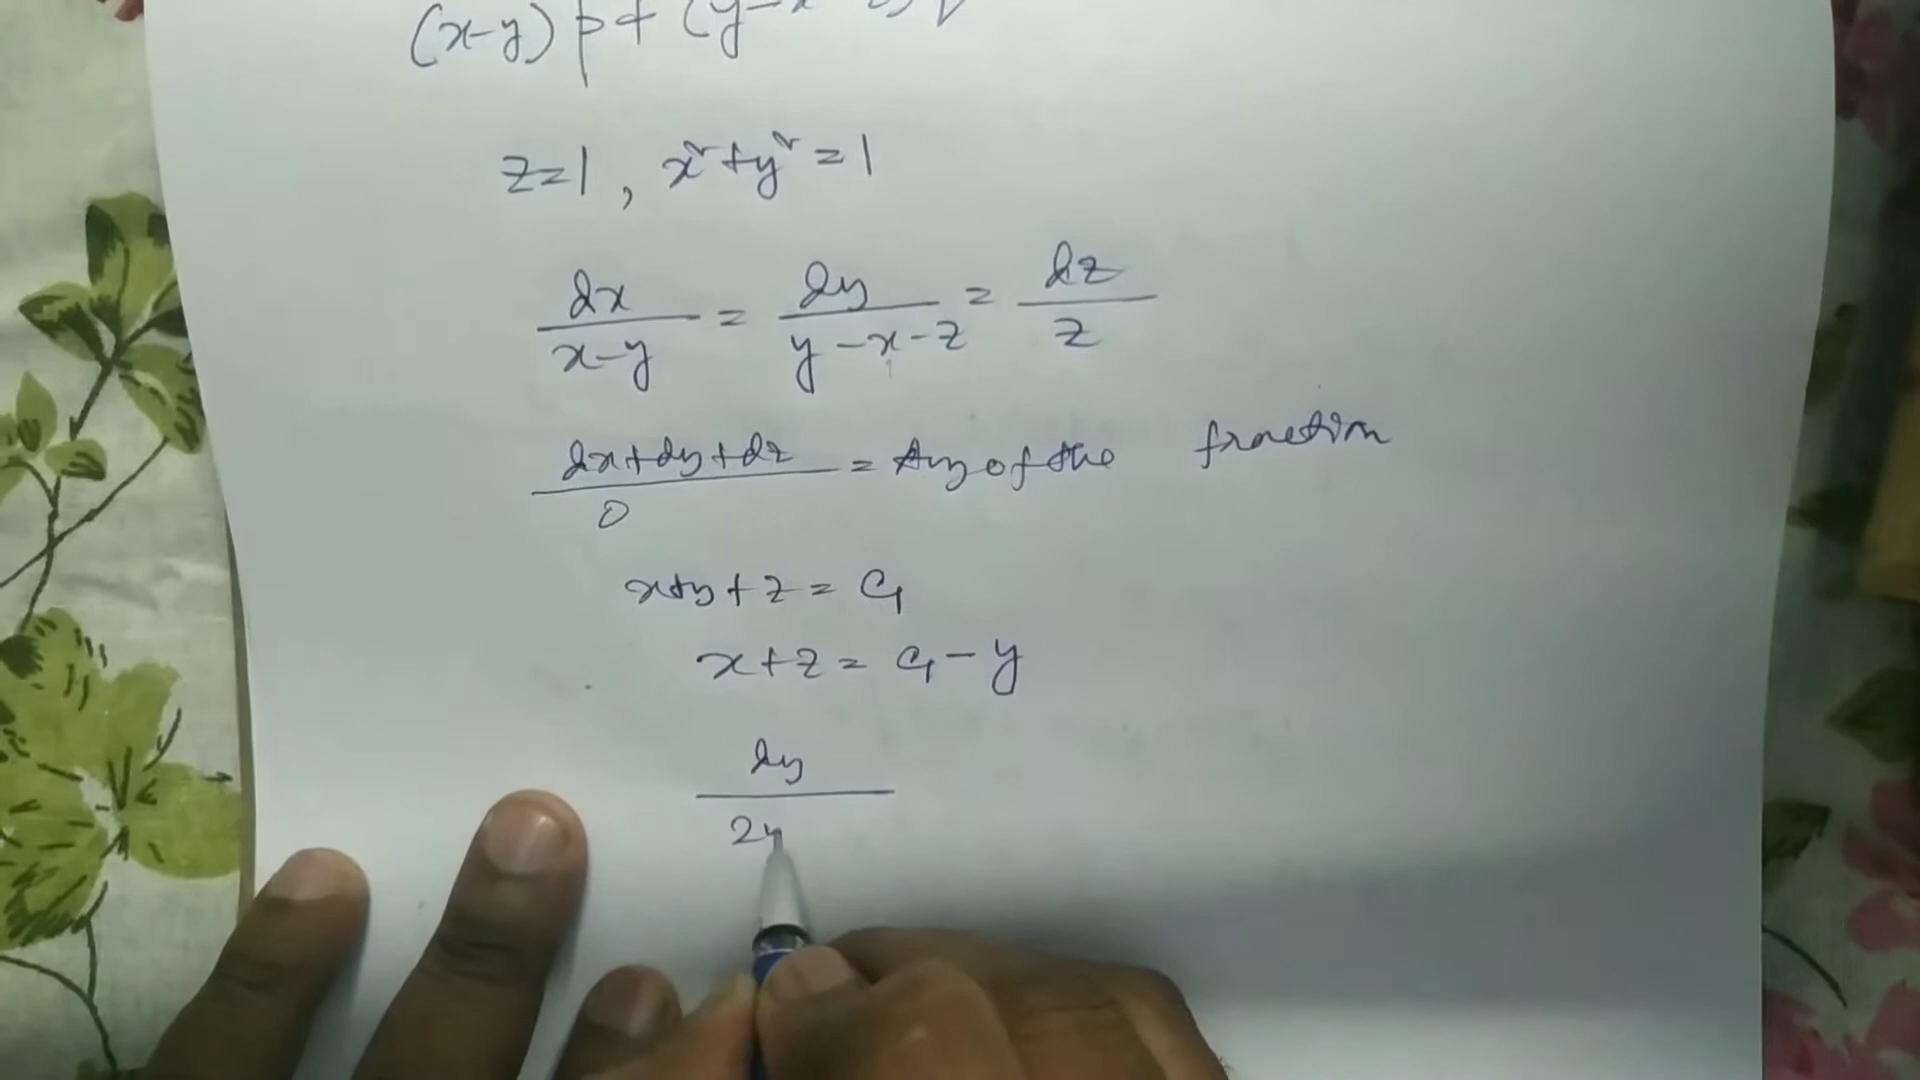 (x-y) p + (y-x
z=1, x²+y²=1
dx/(x-y) = dy/(y-x-z) = dz/z
(dx+dy+dz)/0 = Any of the fraction
x+y+z = c₁
x+z = c₁-y
dy/2y